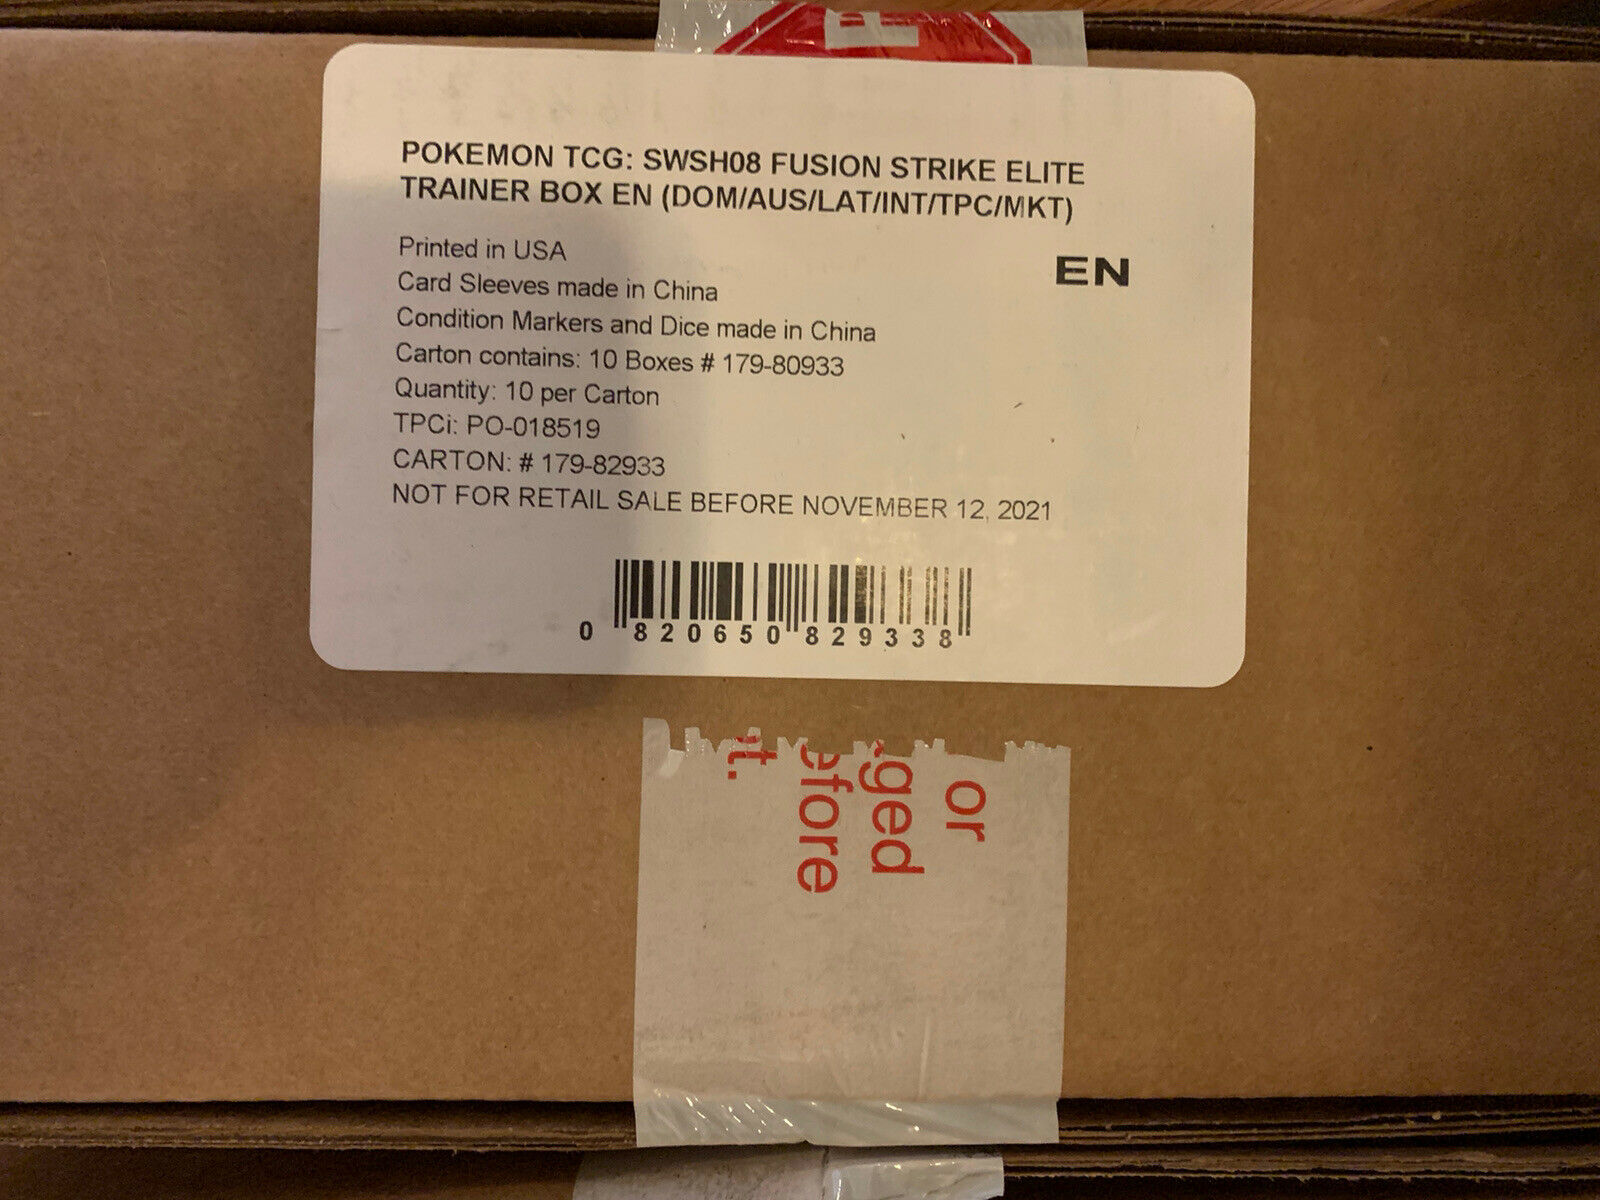 POKEMON TCG: SWSH08 FUSION STRIKE ELITE
TRAINER BOX EN (DOM/AUS/LAT/INT/TPC/MKT)
EN
Printed in USA
Card Sleeves made in China
Condition Markers and Dice made in China
Carton contains: 10 Boxes # 179-80933
Quantity: 10 per Carton
TPCi: PO-018519
CARTON: # 179-82933
NOT FOR RETAIL SALE BEFORE NOVEMBER 12, 2021
0 820650 829338
or